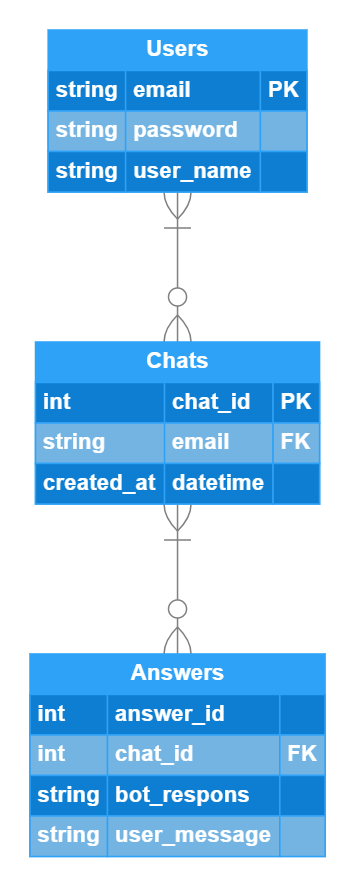 Users
string email PK
string password
string user_name
Chats
int chat_id PK
string email FK
created_at datetime
Answers
int answer_id
int chat_id FK
string bot_respons
string user_message